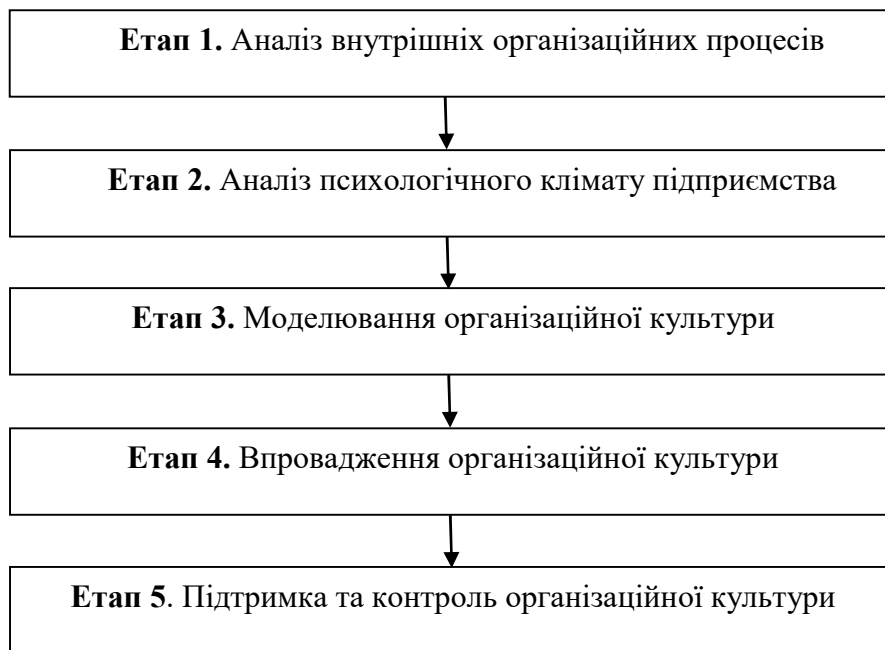 Етап 1. Аналіз внутрішніх організаційних процесів
Етап 2. Аналіз психологічного клімату підприємства
Етап 3. Моделювання організаційної культури
Етап 4. Впровадження організаційної культури
Етап 5. Підтримка та контроль організаційної культури